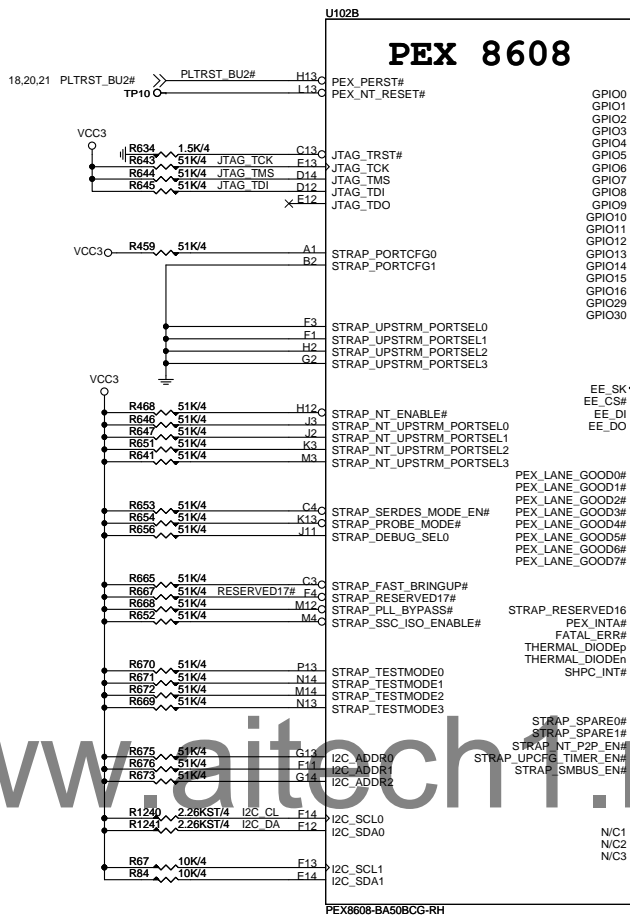 U102B
PEX 8608
18,20,21 PLTRST_BU2# PLTRST_BU2# H13 PEX_PERST#
TP10 L13 PEX_NT_RESET#
GPIO0
GPIO1
GPIO2
GPIO3
GPIO4
GPIO5
GPIO6
GPIO7
GPIO8
GPIO9
GPIO10
GPIO11
GPIO12
GPIO13
GPIO14
GPIO15
GPIO16
GPIO29
GPIO30
VCC3
R634 1.5K/4 C13 JTAG_TRST#
R643 51K/4 JTAG_TCK E13 JTAG_TCK
R644 51K/4 JTAG_TMS D14 JTAG_TMS
R645 51K/4 JTAG_TDI D12 JTAG_TDI
E12 JTAG_TDO
VCC3 R459 51K/4 A1 STRAP_PORTCFG0
B2 STRAP_PORTCFG1
F3 STRAP_UPSTRM_PORTSEL0
F1 STRAP_UPSTRM_PORTSEL1
H2 STRAP_UPSTRM_PORTSEL2
G2 STRAP_UPSTRM_PORTSEL3
VCC3
EE_SK
EE_CS#
EE_DI
EE_DO
R468 51K/4 H12 STRAP_NT_ENABLE#
R646 51K/4 J3 STRAP_NT_UPSTRM_PORTSEL0
R647 51K/4 J2 STRAP_NT_UPSTRM_PORTSEL1
R651 51K/4 K3 STRAP_NT_UPSTRM_PORTSEL2
R641 51K/4 M3 STRAP_NT_UPSTRM_PORTSEL3
PEX_LANE_GOOD0#
PEX_LANE_GOOD1#
PEX_LANE_GOOD2#
PEX_LANE_GOOD3#
PEX_LANE_GOOD4#
PEX_LANE_GOOD5#
PEX_LANE_GOOD6#
PEX_LANE_GOOD7#
R653 51K/4 C4 STRAP_SERDES_MODE_EN#
R654 51K/4 K13 STRAP_PROBE_MODE#
R656 51K/4 J11 STRAP_DEBUG_SEL0
R665 51K/4 C3 STRAP_FAST_BRINGUP#
R667 51K/4 RESERVED17# F4 STRAP_RESERVED17#
R668 51K/4 M12 STRAP_PLL_BYPASS#
R652 51K/4 M4 STRAP_SSC_ISO_ENABLE#
STRAP_RESERVED16
PEX_INTA#
FATAL_ERR#
THERMAL_DIODEp
THERMAL_DIODEn
SHPC_INT#
R670 51K/4 P13 STRAP_TESTMODE0
R671 51K/4 N14 STRAP_TESTMODE1
R672 51K/4 M14 STRAP_TESTMODE2
R669 51K/4 N13 STRAP_TESTMODE3
STRAP_SPARE0#
STRAP_SPARE1#
STRAP_NT_P2P_EN#
STRAP_UPCFG_TIMER_EN#
STRAP_SMBUS_EN#
R675 51K/4 G13 I2C_ADDR0
R676 51K/4 F11 I2C_ADDR1
R673 51K/4 G14 I2C_ADDR2
ww.aitech1.
R1240 2.26KST/4 I2C_CL F14 I2C_SCL0
R1241 2.26KST/4 I2C_DA F12 I2C_SDA0
N/C1
N/C2
N/C3
R67 10K/4 F13 I2C_SCL1
R84 10K/4 E14 I2C_SDA1
PEX8608-BA50BCG-RH